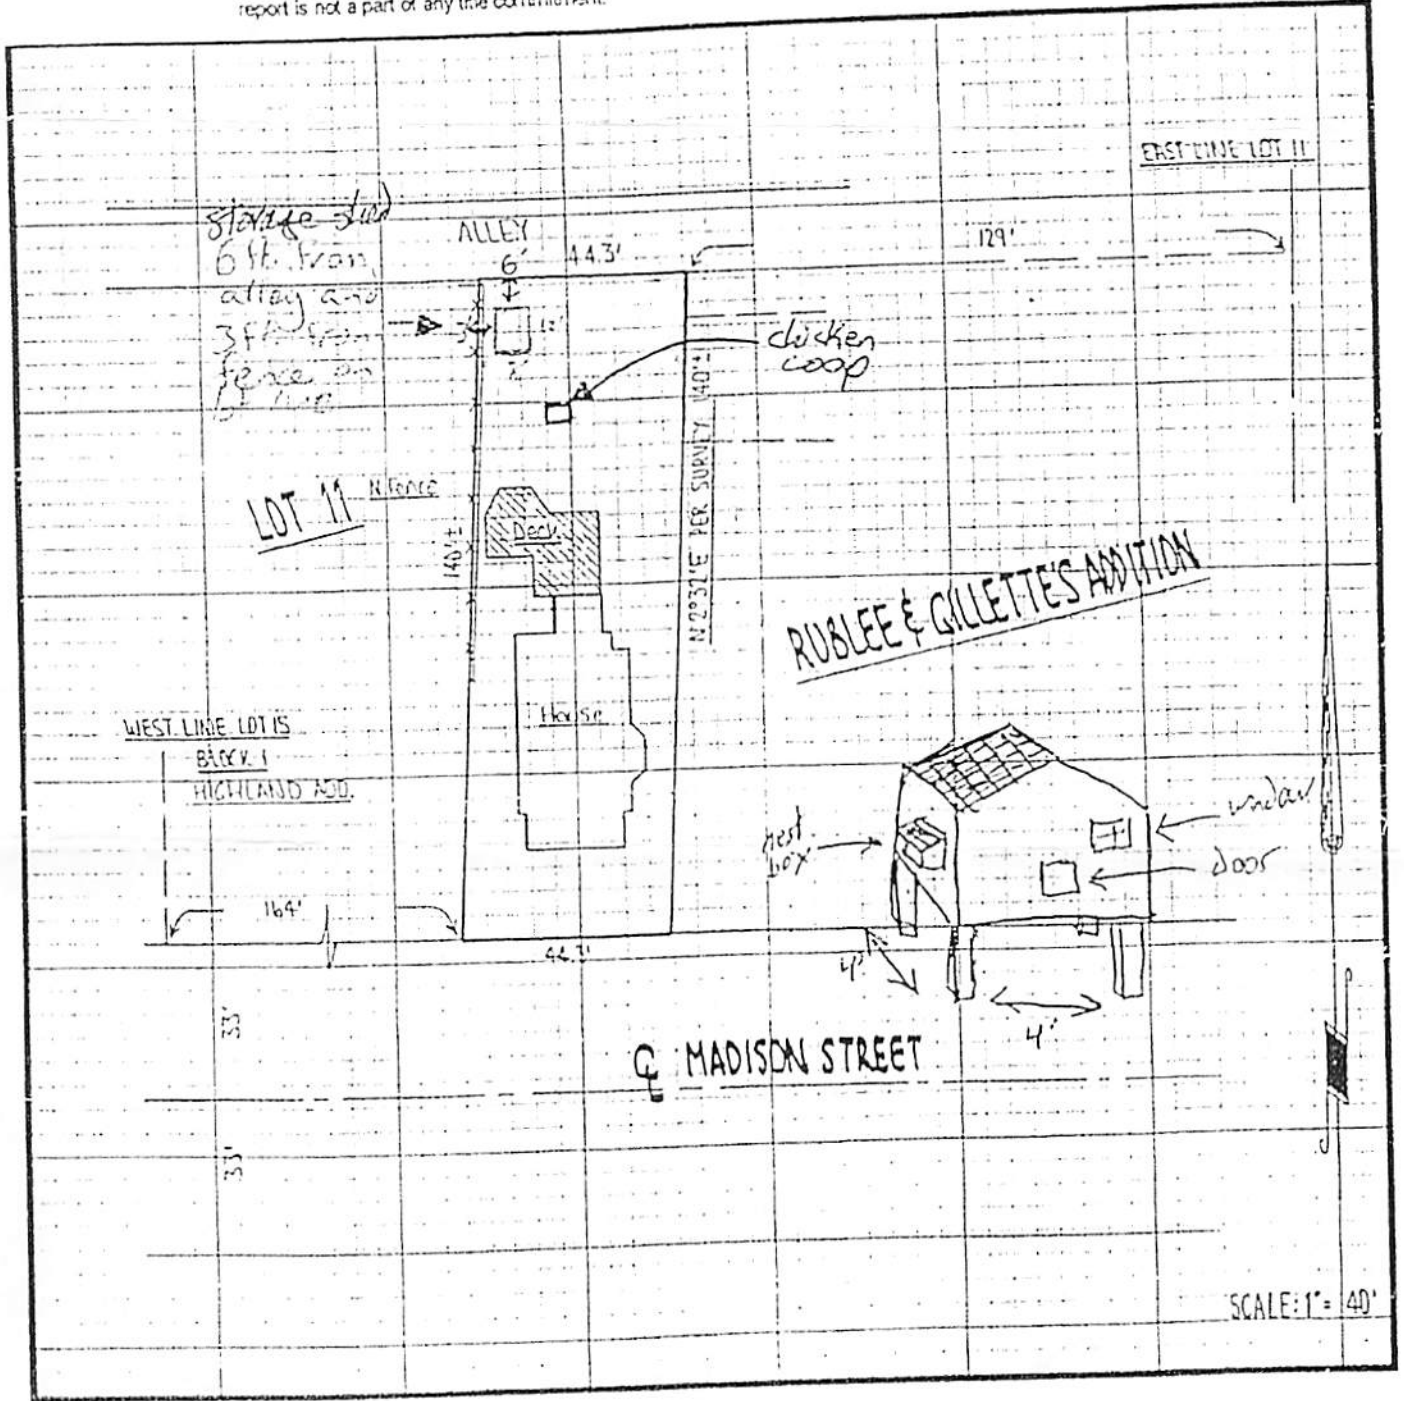 report is not a part of any title commitment.
EAST LINE LOT 11
storage shed
6 ft. from
alley and
3 ft from
fence on
ALLEY
6'
44.3'
129'
3'
12'
chicken
coop
LOT 11
N Fence
140'±
Deck
N 2°32'E PER SURVEY 140'±
RUBLEE & GILLETTE'S ADDITION
House
WEST LINE LOT 15
BLOCK 1
HIGHLAND ADD.
nest
box
window
door
164'
44.3'
4'
4'
33'
℄ MADISON STREET
33'
SCALE: 1" = 40'